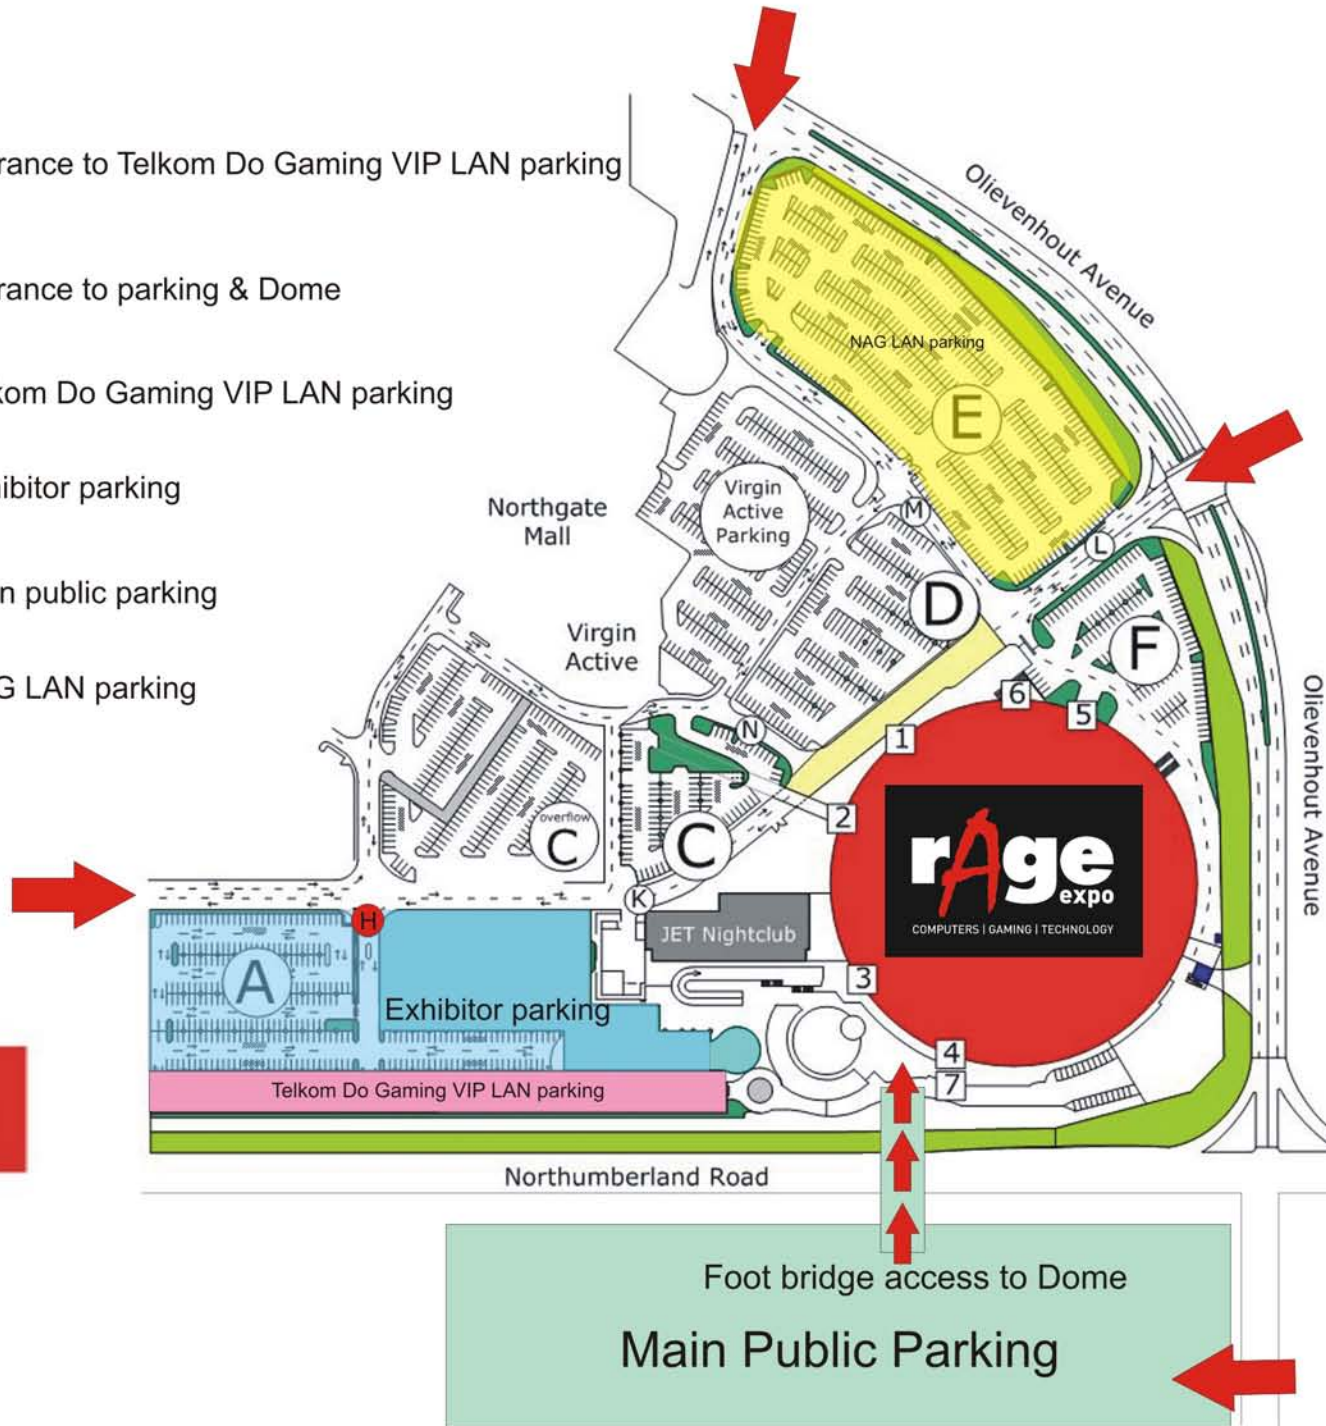 rance to Telkom Do Gaming VIP LAN parking
rance to parking & Dome
kom Do Gaming VIP LAN parking
ibitor parking
n public parking
G LAN parking
Olievenhout Avenue
NAG LAN parking
E
Virgin
Active
Parking
M
L
Northgate
Mall
D
F
Virgin
Active
6
5
N
1
2
Olievenhout Avenue
overflow
C
C
rAge
expo
COMPUTERS | GAMING | TECHNOLOGY
K
H
JET Nightclub
A
3
Exhibitor parking
4
7
Telkom Do Gaming VIP LAN parking
Northumberland Road
Foot bridge access to Dome
Main Public Parking